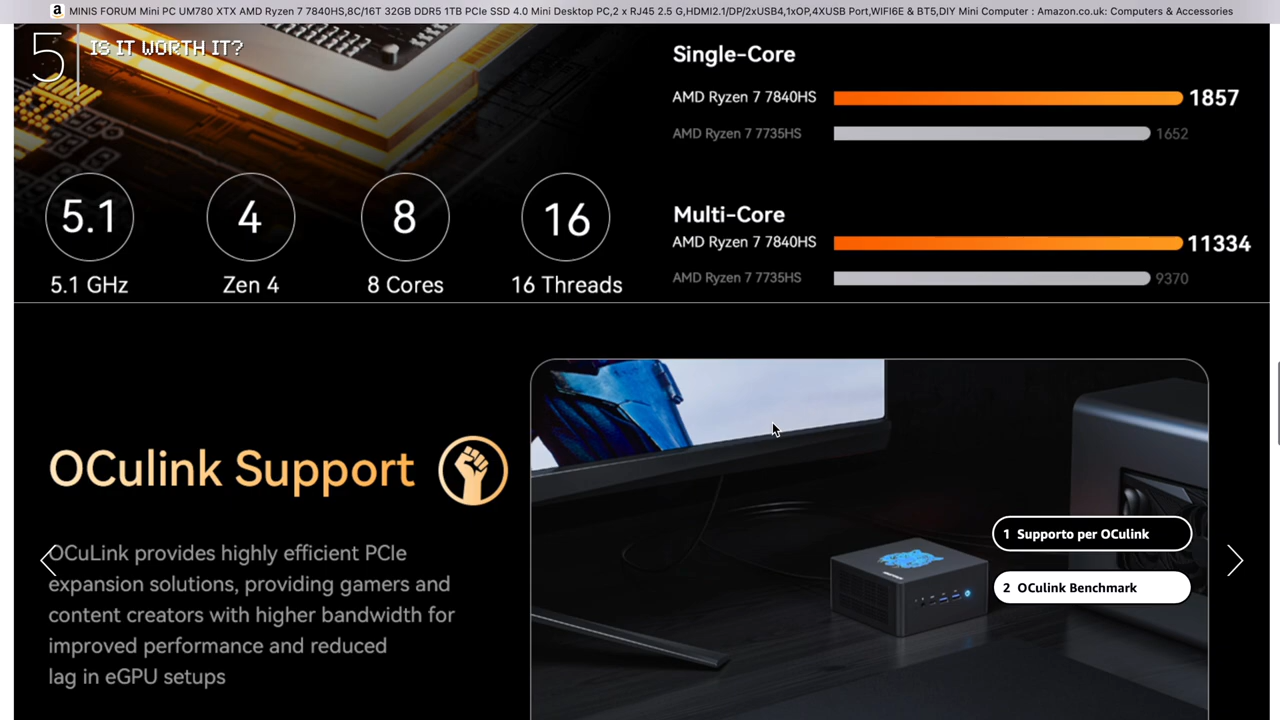 MINIS FORUM Mini PC UM780 XTX AMD Ryzen 7 7840HS,8C/16T 32GB DDR5 1TB PCIe SSD 4.0 Mini Desktop PC,2 x RJ45 2.5 G,HDMI2.1/DP/2xUSB4,1xOP,4XUSB Port,WIFI6E & BT5,DIY Mini Computer : Amazon.co.uk: Computers & Accessories
5 IS IT WORTH IT?
Single-Core
AMD Ryzen 7 7840HS 1857
AMD Ryzen 7 7735HS 1652
5.1 4 8 16
5.1 GHz Zen 4 8 Cores 16 Threads
Multi-Core
AMD Ryzen 7 7840HS 11334
AMD Ryzen 7 7735HS 9370
OCulink Support
OCuLink provides highly efficient PCIe
expansion solutions, providing gamers and
content creators with higher bandwidth for
improved performance and reduced
lag in eGPU setups
1 Supporto per OCulink
2 OCulink Benchmark